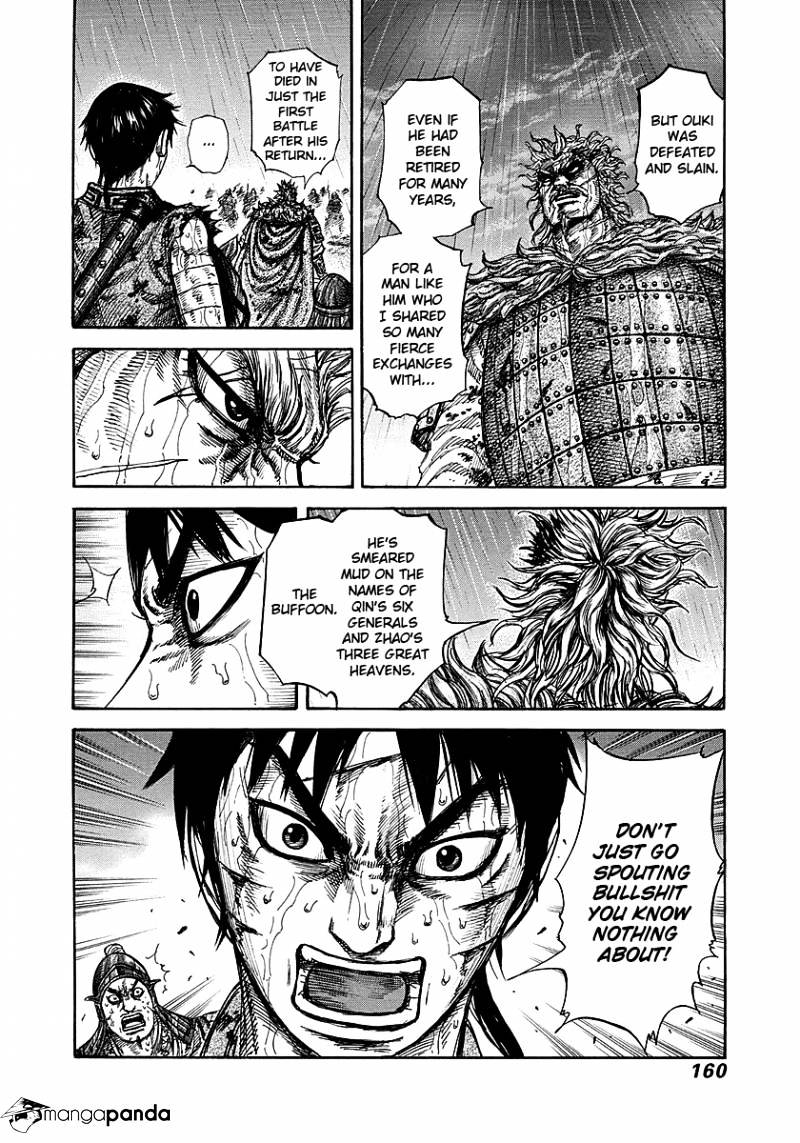 BUT OUKI
WAS
DEFEATED
AND SLAIN.
EVEN IF
HE HAD
BEEN
RETIRED
FOR MANY
YEARS,
FOR A
MAN LIKE
HIM WHO
I SHARED
SO MANY
FIERCE
EXCHANGES
WITH...
TO HAVE
DIED IN
JUST THE
FIRST
BATTLE
AFTER HIS
RETURN...
...
HE'S
SMEARED
MUD ON THE
NAMES OF
QIN'S SIX
GENERALS
AND ZHAO'S
THREE GREAT
HEAVENS.
THE
BUFFOON.
DON'T
JUST GO
SPOUTING
BULLSHIT
YOU KNOW
NOTHING
ABOUT!
160
mangapanda